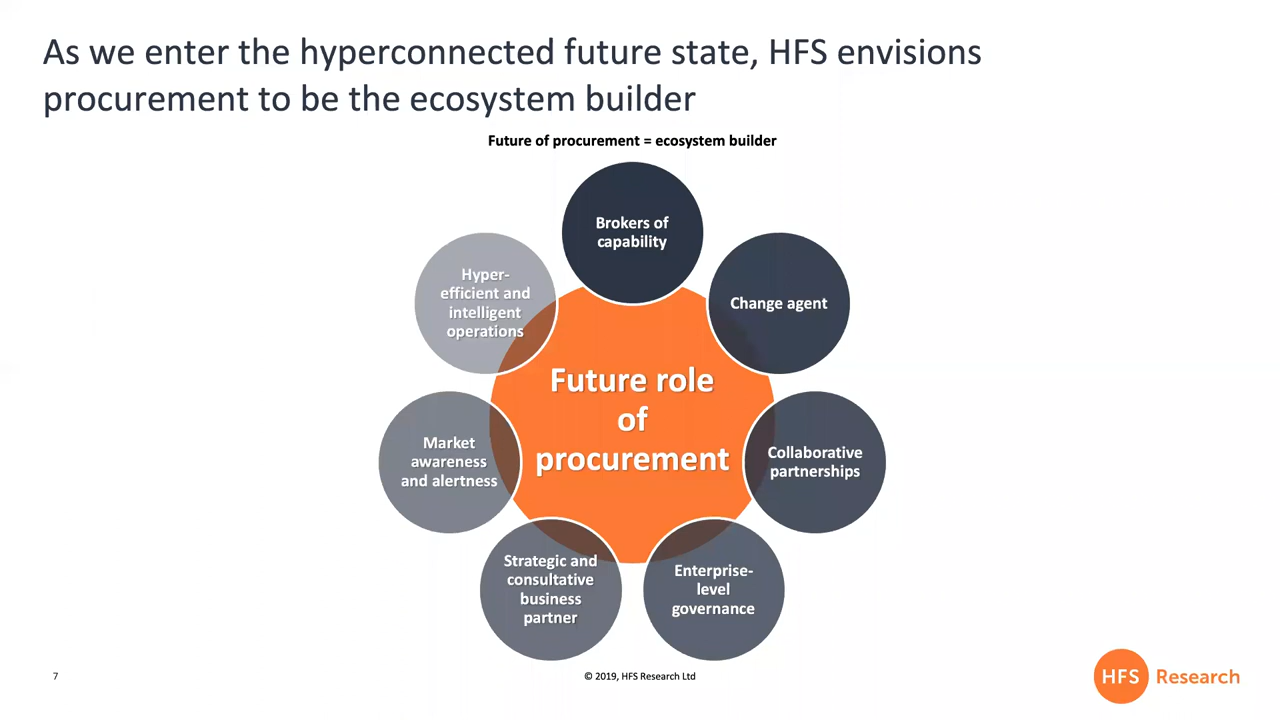 As we enter the hyperconnected future state, HFS envisions
procurement to be the ecosystem builder
Future of procurement = ecosystem builder
Brokers of
capability
Change agent
Collaborative
partnerships
Enterprise-
level
governance
Strategic and
consultative
business
partner
Market
awareness
and alertness
Hyper-
efficient and
intelligent
operations
Future role
of
procurement
7
© 2019, HFS Research Ltd
HFS Research